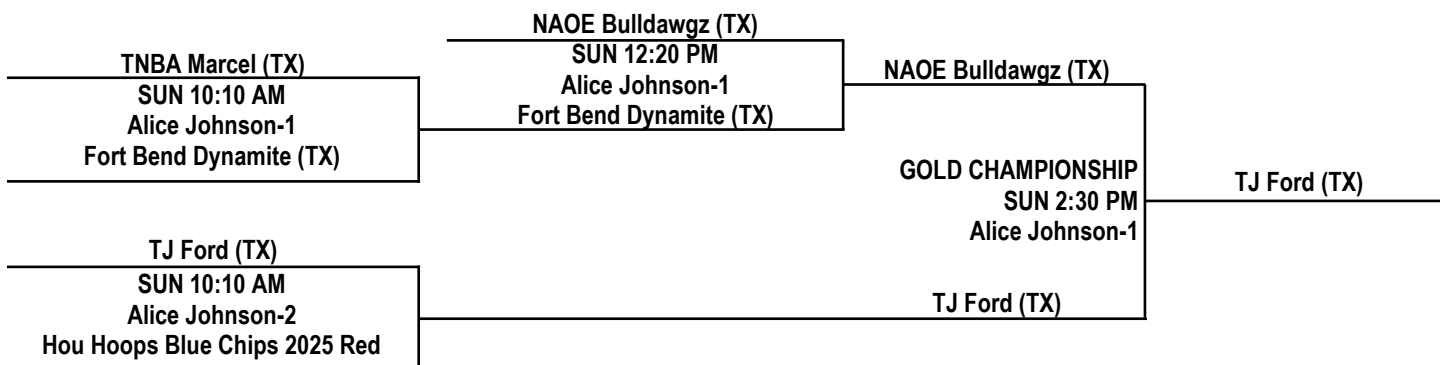 NAOE Bulldawgz (TX)
SUN 12:20 PM
Alice Johnson-1
Fort Bend Dynamite (TX)
TNBA Marcel (TX)
SUN 10:10 AM
Alice Johnson-1
Fort Bend Dynamite (TX)
NAOE Bulldawgz (TX)
GOLD CHAMPIONSHIP
SUN 2:30 PM
Alice Johnson-1
TJ Ford (TX)
TJ Ford (TX)
SUN 10:10 AM
Alice Johnson-2
Hou Hoops Blue Chips 2025 Red
TJ Ford (TX)